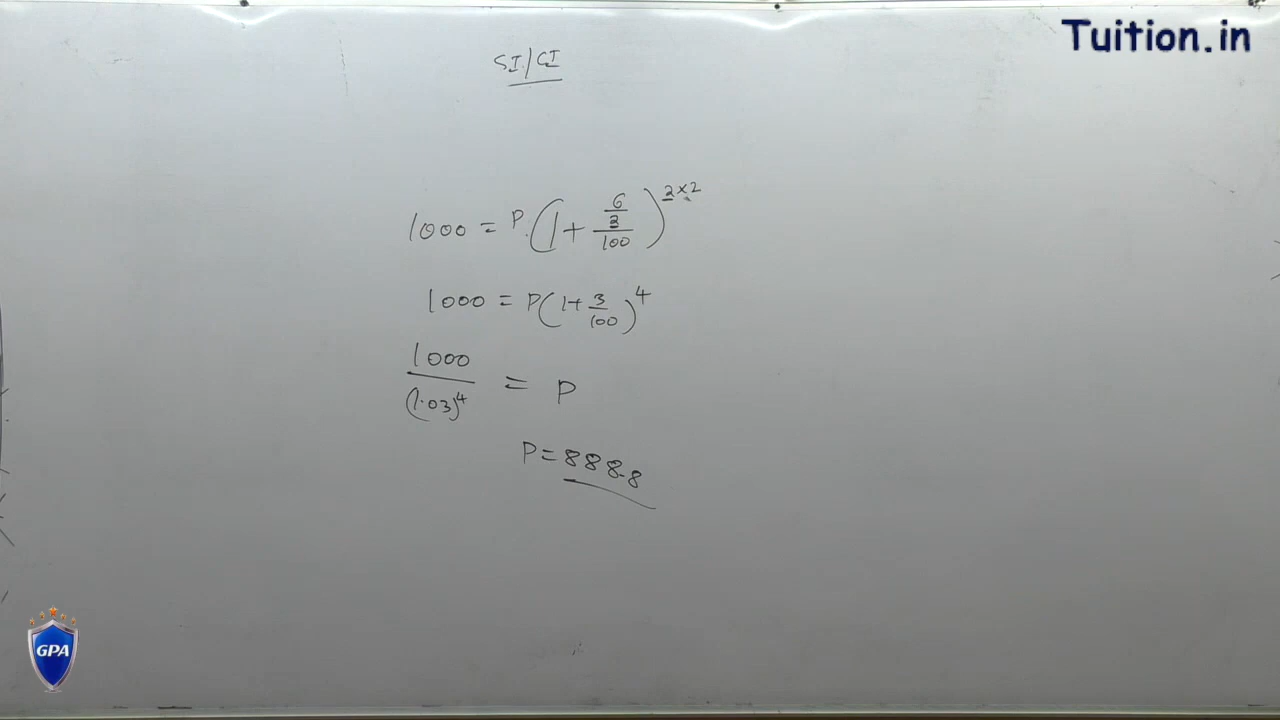 Tuition.in
SI/CI
1000 = P(1 + 6/3/100)^2×2
1000 = P(1 + 3/100)^4
1000/(1.03)^4 = P
P = 888.8
GPA